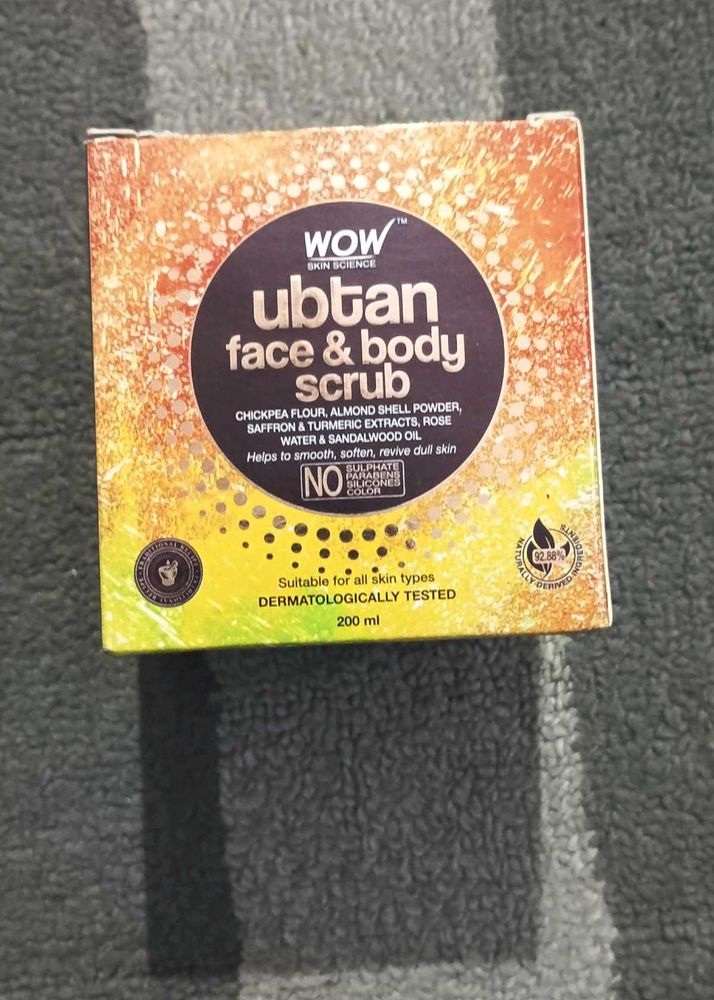 WOW™
SKIN SCIENCE
ubtan
face & body
scrub
CHICKPEA FLOUR, ALMOND SHELL POWDER,
SAFFRON & TURMERIC EXTRACTS, ROSE
WATER & SANDALWOOD OIL
Helps to smooth, soften, revive dull skin
NO
SULPHATE
PARABENS
SILICONES
COLOR
92.88%
NATURALLY DERIVED INGREDIENTS
Suitable for all skin types
DERMATOLOGICALLY TESTED
200 ml